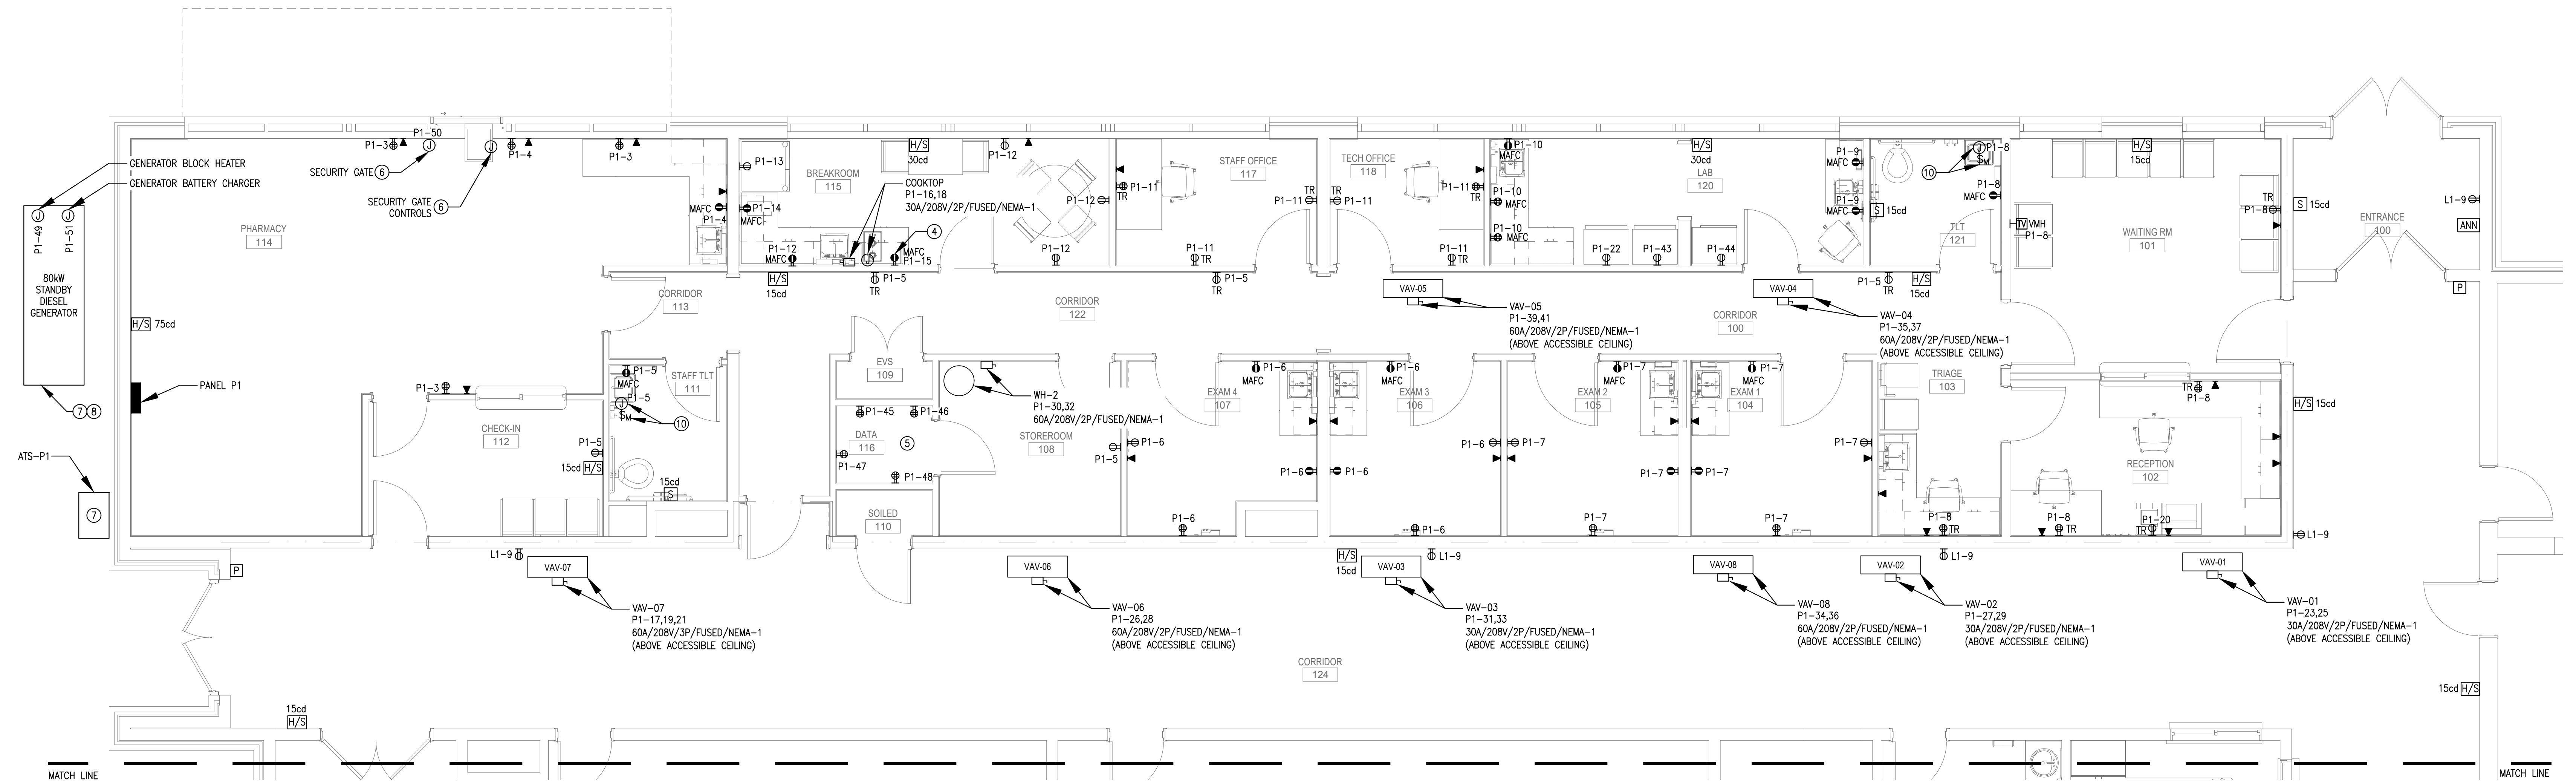 GENERATOR BLOCK HEATER
GENERATOR BATTERY CHARGER
J
J
P1-49
P1-51
80kW
STANDBY
DIESEL
GENERATOR
7
8
ATS-P1
7
PANEL P1
P1-3
P1-50
J
SECURITY GATE
6
J
SECURITY GATE
CONTROLS
6
P1-4
P1-3
PHARMACY
114
H/S
75cd
MAFC
P1-4
P1-3
CHECK-IN
112
P1-5
15cd
H/S
CORRIDOR
113
STAFF TLT
111
P1-5
MAFC
P1-5
J
SM
10
15cd
S
P1-13
BREAKROOM
115
H/S
30cd
P1-12
COOKTOP
P1-16,18
30A/208V/2P/FUSED/NEMA-1
P1-14
MAFC
P1-12
MAFC
J
4
MAFC
P1-15
H/S
15cd
P1-5
TR
P1-12
P1-12
STAFF OFFICE
117
P1-11
TR
P1-11
TR
TR
P1-11
P1-5
TR
TECH OFFICE
118
TR
P1-11
P1-11
TR
P1-11
TR
CORRIDOR
122
P1-10
MAFC
P1-10
MAFC
P1-10
MAFC
H/S
30cd
LAB
120
P1-22
P1-43
P1-44
P1-9
MAFC
P1-9
MAFC
S
15cd
TLT
121
J
P1-8
SM
10
P1-8
MAFC
P1-5
TR
H/S
15cd
TV
VMH
P1-8
H/S
15cd
WAITING RM
101
TR
P1-8
S
15cd
ENTRANCE
100
L1-9
ANN
P
VAV-05
VAV-05
P1-39,41
60A/208V/2P/FUSED/NEMA-1
(ABOVE ACCESSIBLE CEILING)
VAV-04
VAV-04
P1-35,37
60A/208V/2P/FUSED/NEMA-1
(ABOVE ACCESSIBLE CEILING)
CORRIDOR
100
EVS
109
P1-45
P1-46
DATA
116
5
P1-47
P1-48
SOILED
110
WH-2
P1-30,32
60A/208V/2P/FUSED/NEMA-1
STOREROOM
108
P1-5
EXAM 4
107
P1-6
MAFC
P1-6
P1-6
P1-6
EXAM 3
106
P1-6
MAFC
P1-6
P1-6
P1-6
EXAM 2
105
P1-7
MAFC
P1-7
P1-7
P1-7
EXAM 1
104
P1-7
MAFC
P1-7
P1-7
P1-7
TRIAGE
103
P1-8
TR
TR
P1-8
RECEPTION
102
P1-8
TR
P1-20
TR
H/S
15cd
L1-9
L1-9
P
VAV-07
VAV-07
P1-17,19,21
60A/208V/3P/FUSED/NEMA-1
(ABOVE ACCESSIBLE CEILING)
VAV-06
VAV-06
P1-26,28
60A/208V/2P/FUSED/NEMA-1
(ABOVE ACCESSIBLE CEILING)
H/S
15cd
L1-9
VAV-03
VAV-03
P1-31,33
30A/208V/2P/FUSED/NEMA-1
(ABOVE ACCESSIBLE CEILING)
VAV-08
VAV-08
P1-34,36
60A/208V/2P/FUSED/NEMA-1
(ABOVE ACCESSIBLE CEILING)
VAV-02
L1-9
VAV-02
P1-27,29
30A/208V/2P/FUSED/NEMA-1
(ABOVE ACCESSIBLE CEILING)
VAV-01
VAV-01
P1-23,25
30A/208V/2P/FUSED/NEMA-1
(ABOVE ACCESSIBLE CEILING)
CORRIDOR
124
15cd
H/S
15cd
H/S
MATCH LINE
MATCH LINE